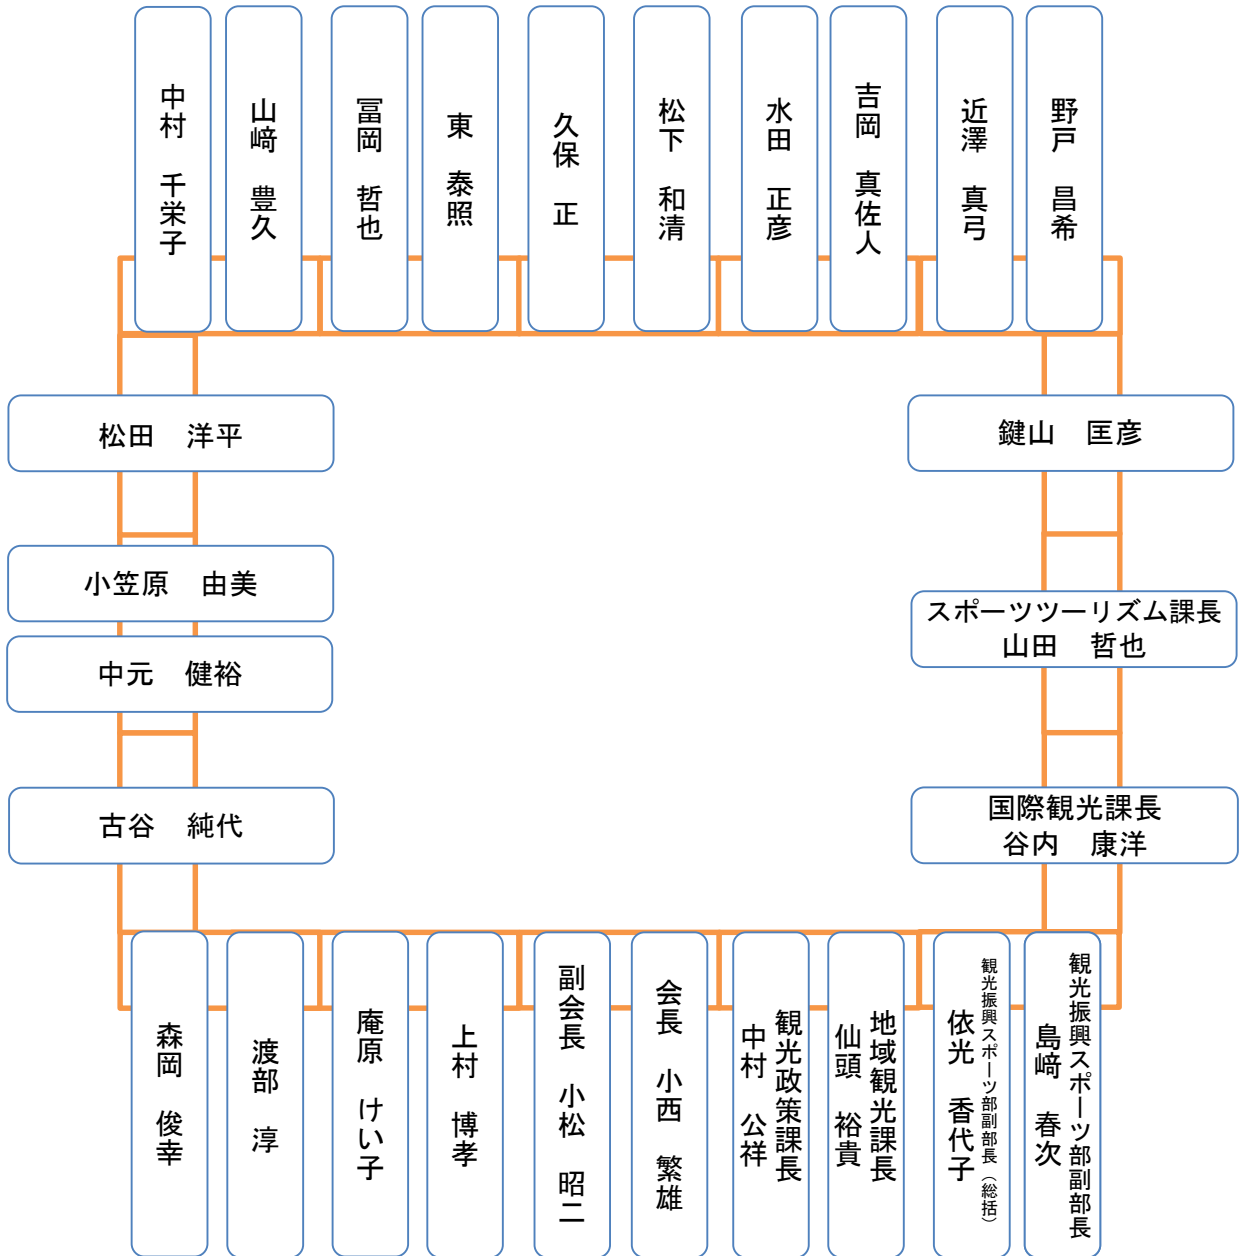 中村　千栄子
山﨑　豊久
冨岡　哲也
東　泰照
久保　正
松下　和清
水田　正彦
吉岡　真佐人
近澤　真弓
野戸　昌希
松田　洋平
鍵山　匡彦
小笠原　由美
スポーツツーリズム課長
山田　哲也
中元　健裕
古谷　純代
国際観光課長
谷内　康洋
森岡　俊幸
渡部　淳
庵原　けい子
上村　博孝
副会長　小松　昭二
会長　小西　繁雄
観光政策課長
中村　公祥
地域観光課長
仙頭　裕貴
観光振興スポーツ部副部長（総括）
依光　香代子
観光振興スポーツ部副部長
島﨑　春次